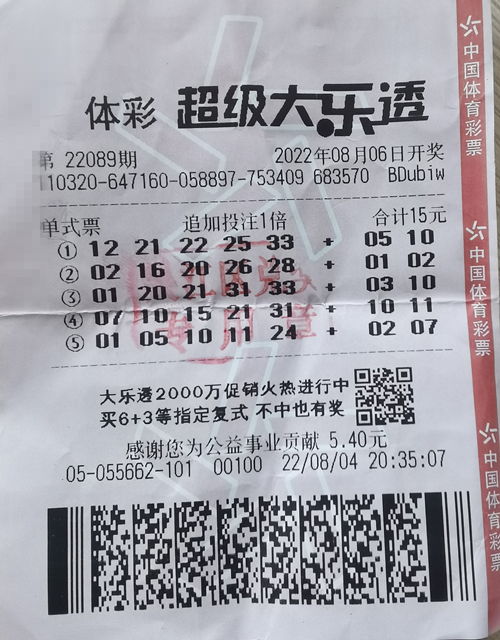 体彩 超级大乐透
第 22089期 2022年08月06日开奖
110320-647160-058897-753409 683570 BDubiw
单式票 追加投注1倍 合计15元
① 12 21 22 25 33 + 05 10
② 02 16 20 26 28 + 01 02
③ 01 20 21 31 33 + 03 10
④ 07 10 15 21 31 + 10 11
⑤ 01 05 10 11 24 + 02 07
大乐透2000万促销火热进行中
买6+3等指定复式 不中也有奖
感谢您为公益事业贡献 5.40元
05-055662-101 00100 22/08/04 20:35:07
中国体育彩票
中国体育彩票
中国体育彩票
专用章